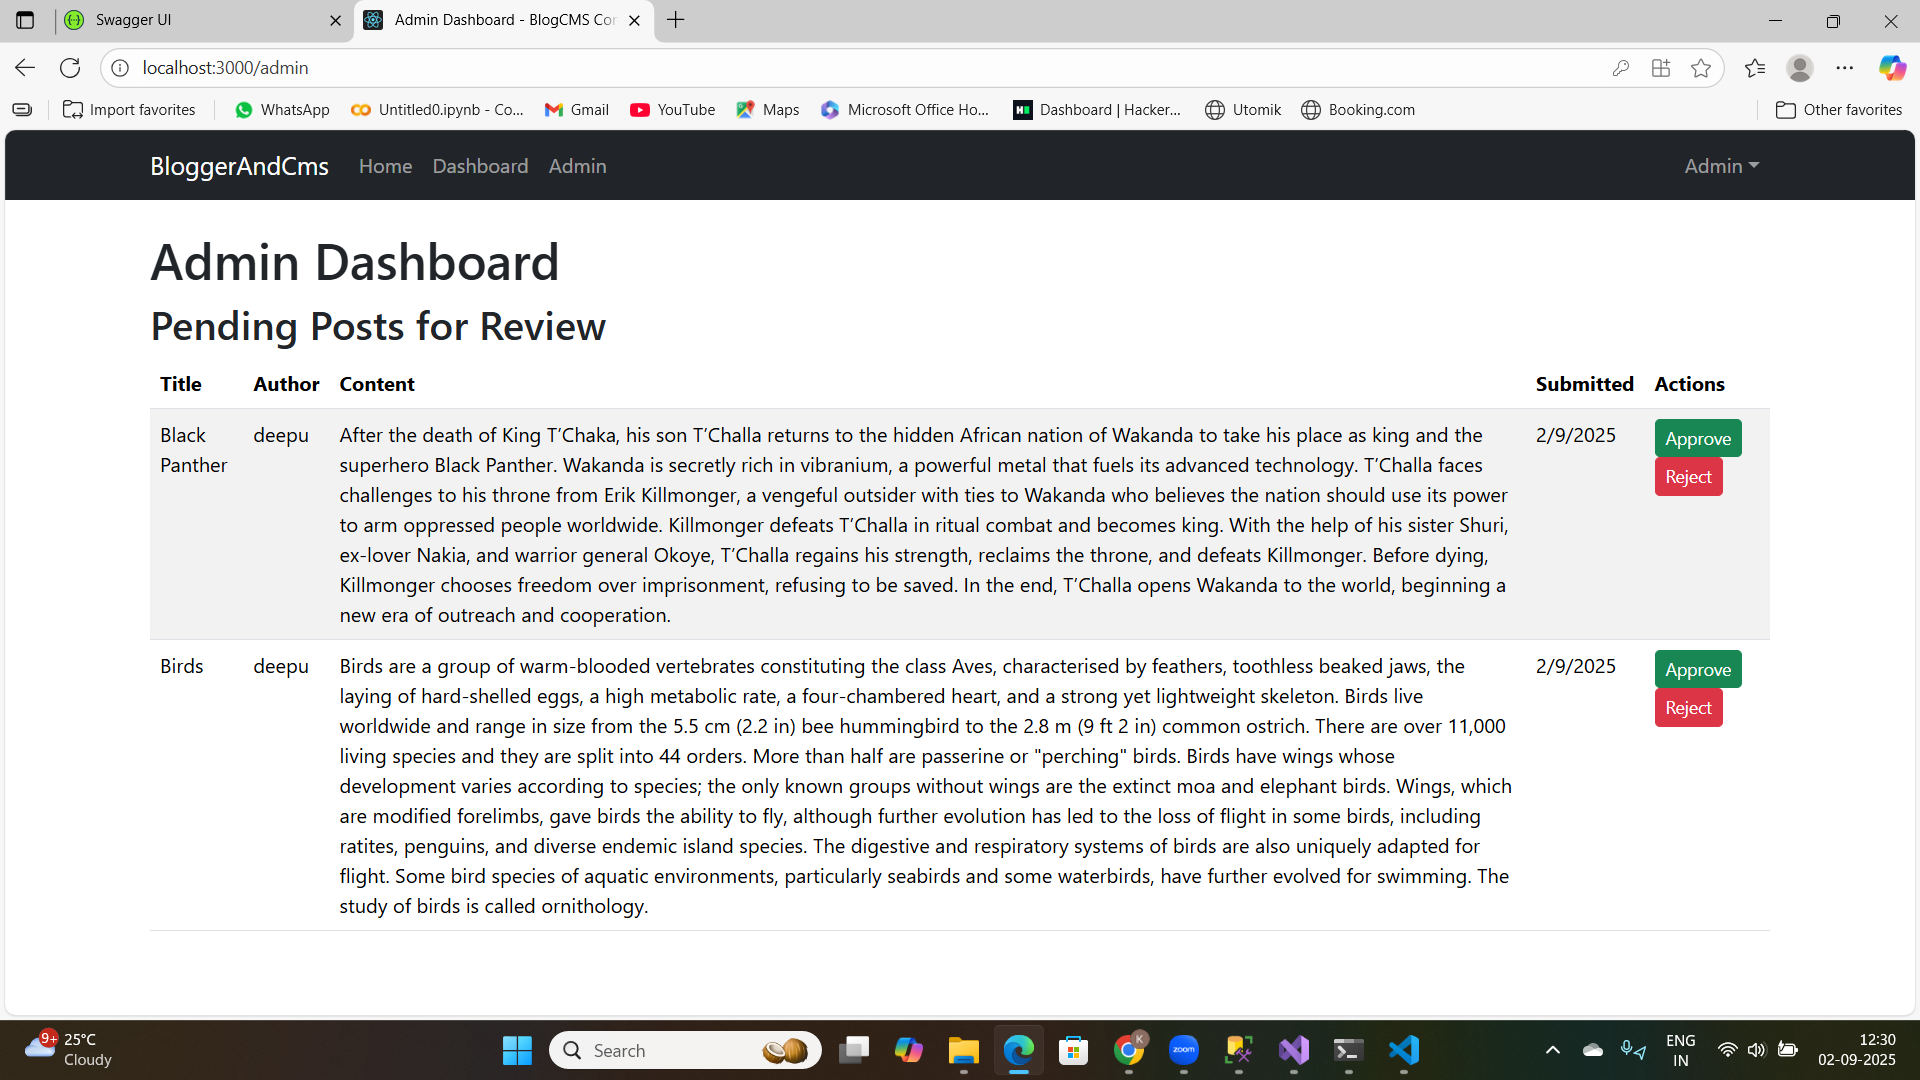 Swagger UI
Admin Dashboard - BlogCMS Cor
localhost:3000/admin
Import favorites
WhatsApp
Untitled0.ipynb - Co...
Gmail
YouTube
Maps
Microsoft Office Ho...
Dashboard | Hacker...
Utomik
Booking.com
Other favorites
BloggerAndCms Home Dashboard Admin Admin
Admin Dashboard
Pending Posts for Review
Title Author Content Submitted Actions
Black Panther
deepu
After the death of King T’Chaka, his son T’Challa returns to the hidden African nation of Wakanda to take his place as king and the
superhero Black Panther. Wakanda is secretly rich in vibranium, a powerful metal that fuels its advanced technology. T’Challa faces
challenges to his throne from Erik Killmonger, a vengeful outsider with ties to Wakanda who believes the nation should use its power
to arm oppressed people worldwide. Killmonger defeats T’Challa in ritual combat and becomes king. With the help of his sister Shuri,
ex-lover Nakia, and warrior general Okoye, T’Challa regains his strength, reclaims the throne, and defeats Killmonger. Before dying,
Killmonger chooses freedom over imprisonment, refusing to be saved. In the end, T’Challa opens Wakanda to the world, beginning a
new era of outreach and cooperation.
2/9/2025
Approve
Reject
Birds
deepu
Birds are a group of warm-blooded vertebrates constituting the class Aves, characterised by feathers, toothless beaked jaws, the
laying of hard-shelled eggs, a high metabolic rate, a four-chambered heart, and a strong yet lightweight skeleton. Birds live
worldwide and range in size from the 5.5 cm (2.2 in) bee hummingbird to the 2.8 m (9 ft 2 in) common ostrich. There are over 11,000
living species and they are split into 44 orders. More than half are passerine or "perching" birds. Birds have wings whose
development varies according to species; the only known groups without wings are the extinct moa and elephant birds. Wings, which
are modified forelimbs, gave birds the ability to fly, although further evolution has led to the loss of flight in some birds, including
ratites, penguins, and diverse endemic island species. The digestive and respiratory systems of birds are also uniquely adapted for
flight. Some bird species of aquatic environments, particularly seabirds and some waterbirds, have further evolved for swimming. The
study of birds is called ornithology.
2/9/2025
Approve
Reject
9+
25°C
Cloudy
Search
K
zoom
ENG
IN
12:30
02-09-2025